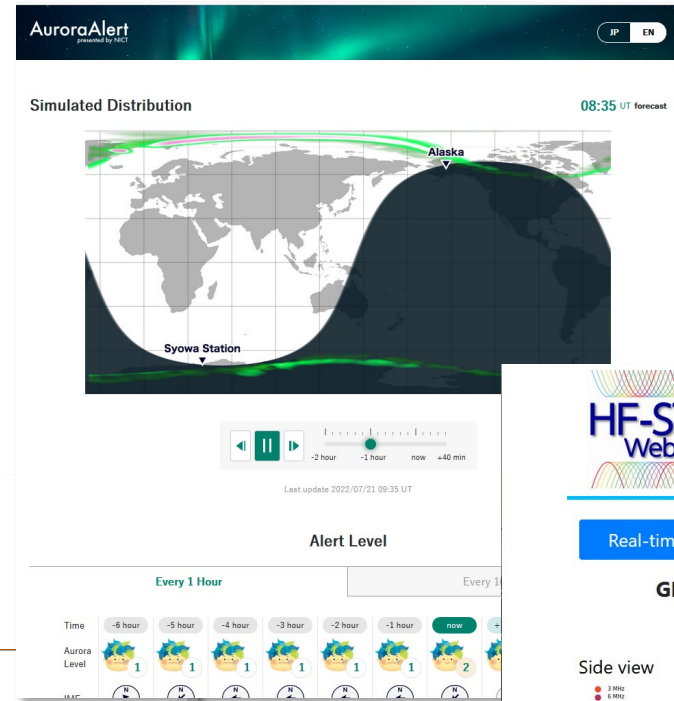 AuroraAlert
presented by NICT
JP EN
Simulated Distribution
08:35 UT forecast
Alaska
Syowa Station
-2 hour -1 hour now +40 min
Last update 2022/07/21 09:35 UT
Alert Level
Every 1 Hour
Every
Time -6 hour -5 hour -4 hour -3 hour -2 hour -1 hour now +
Aurora
Level
1 1 1 1 1 1 2
N N N N N N N
HF-S
Web
Real-tim
Side view
3 MHz
6 MHz